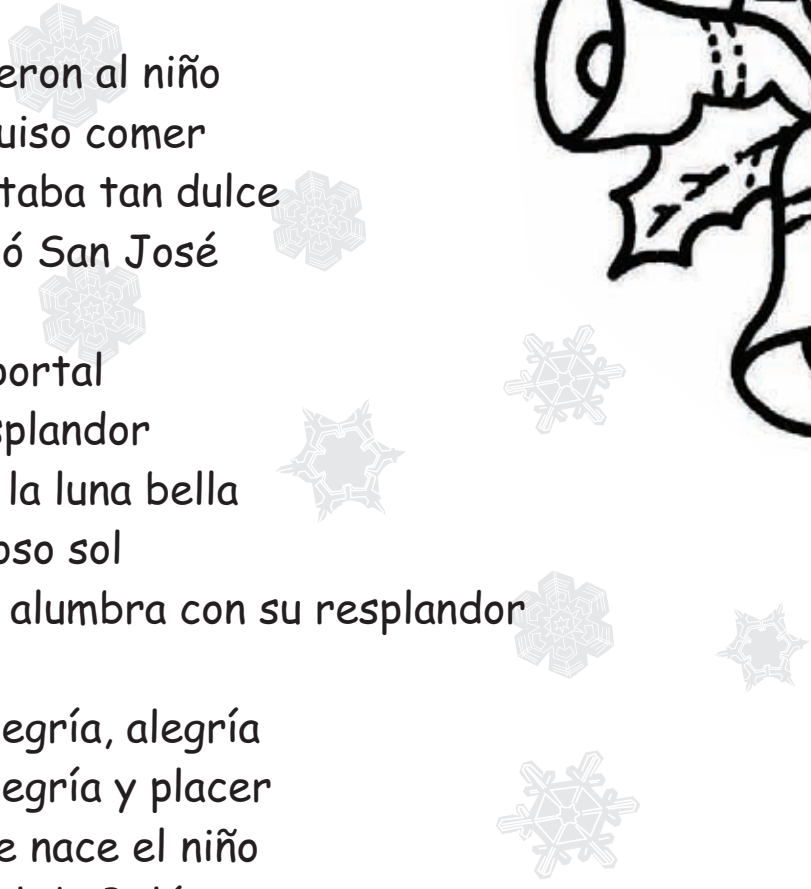 eron al niño
uiso comer
taba tan dulce
ó San José
portal
splandor
la luna bella
oso sol
alumbra con su resplandor
egría, alegría
egría y placer
e nace el niño